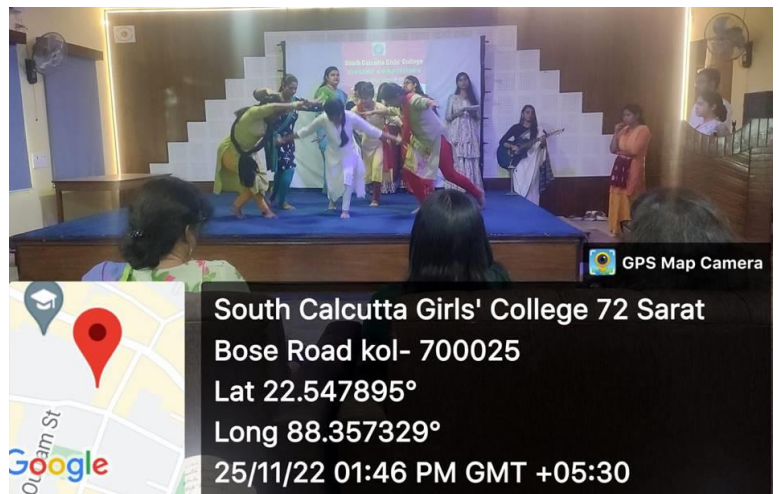 South Calcutta Girls' College
GPS Map Camera
South Calcutta Girls' College 72 Sarat
Bose Road kol- 700025
Lat 22.547895°
Long 88.357329°
25/11/22 01:46 PM GMT +05:30
Google